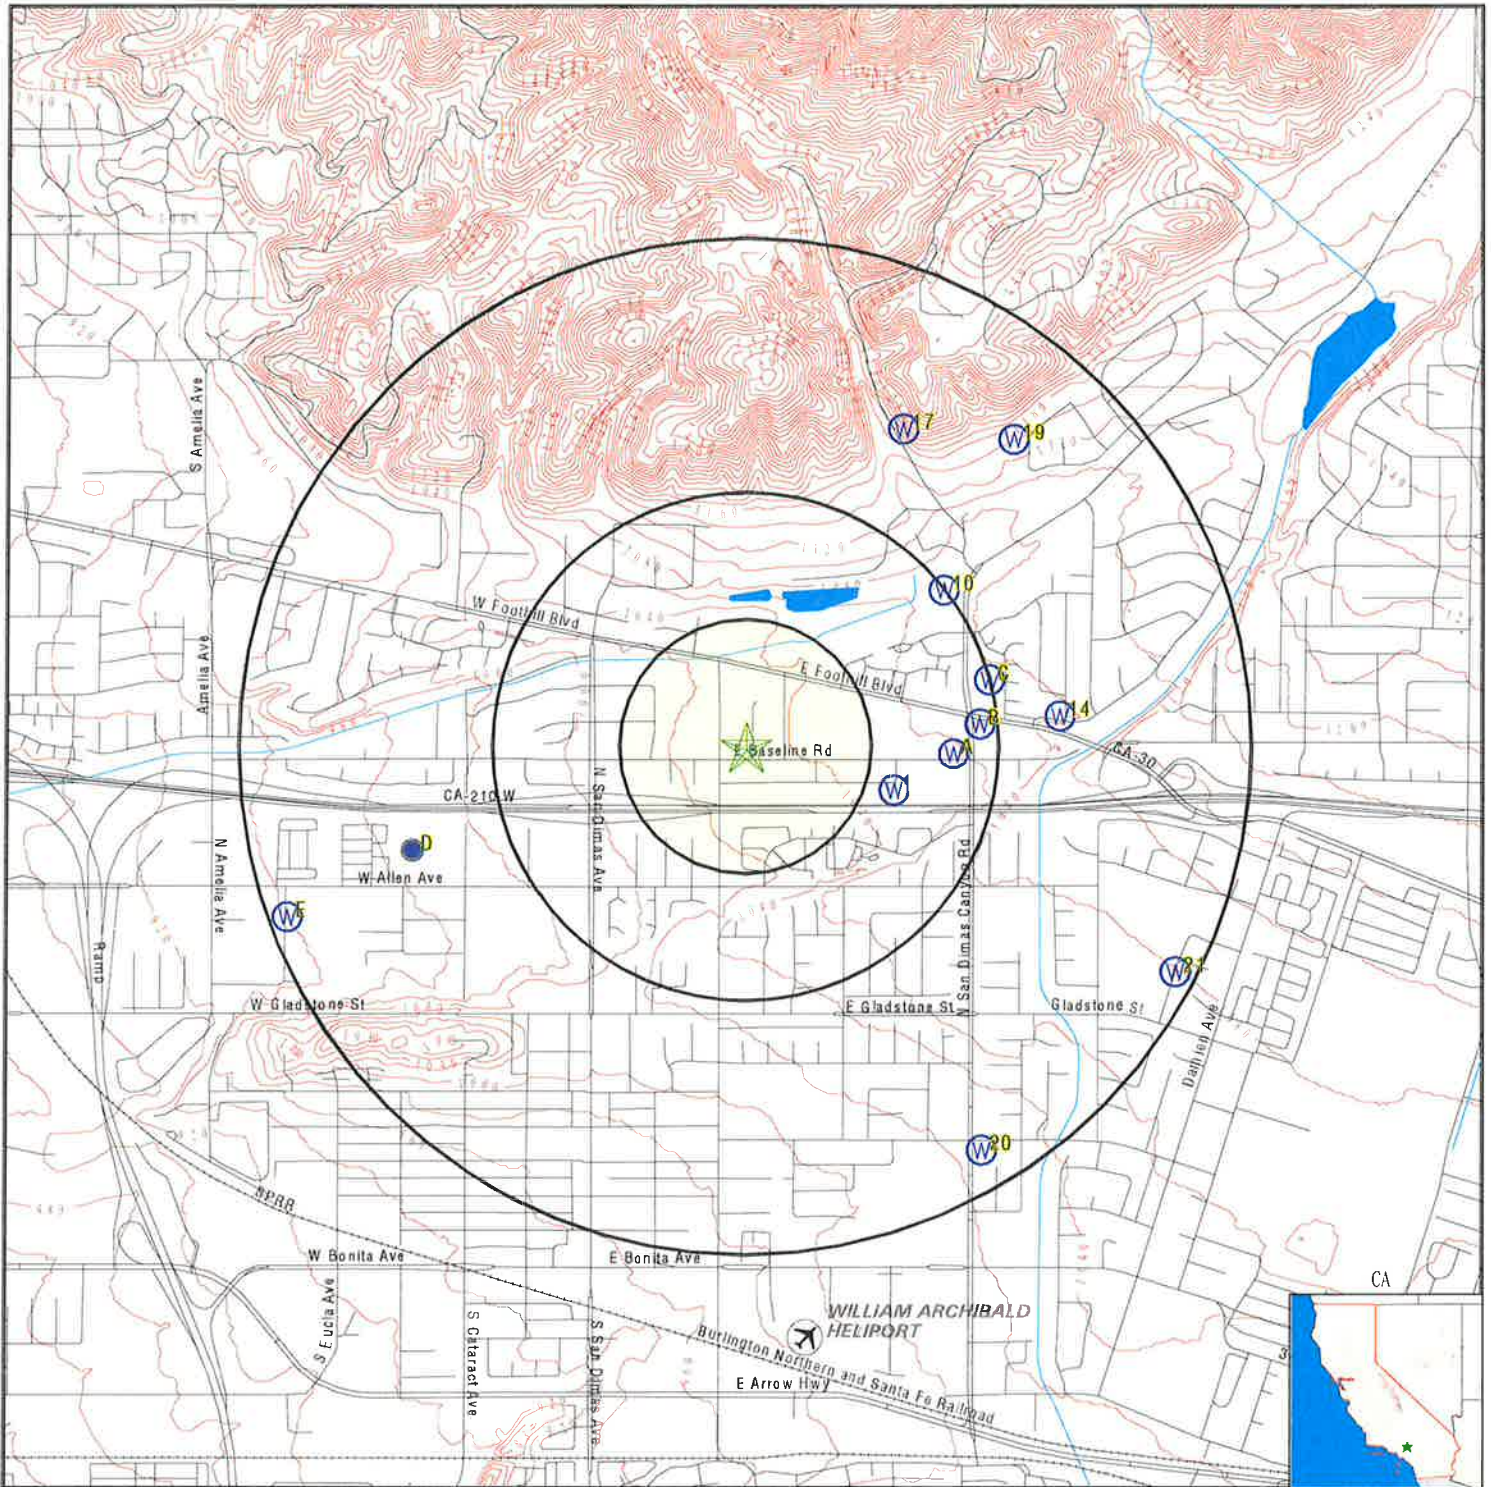 S Amelia Ave
W 17
W 19
W 10
W Foothill Blvd
Amelia Ave
E Foothill Blvd
W C
W 14
W B
W A
E Baseline Rd
CA-30
W 1
CA-210 W
N San Dimas Ave
D
W Allen Ave
N Amelia Ave
N San Dimas Canyon Rd
W E
Ramp
W 21
W Gladstone St
E Gladstone St
Gladstone St
Damien Ave
W 20
SPRR
W Bonita Ave
E Bonita Ave
CA
WILLIAM ARCHIBALD
HELIPORT
S Eucla Ave
S Cataract Ave
S San Dimas Ave
Burlington Northern and Santa Fe Railroad
E Arrow Hwy